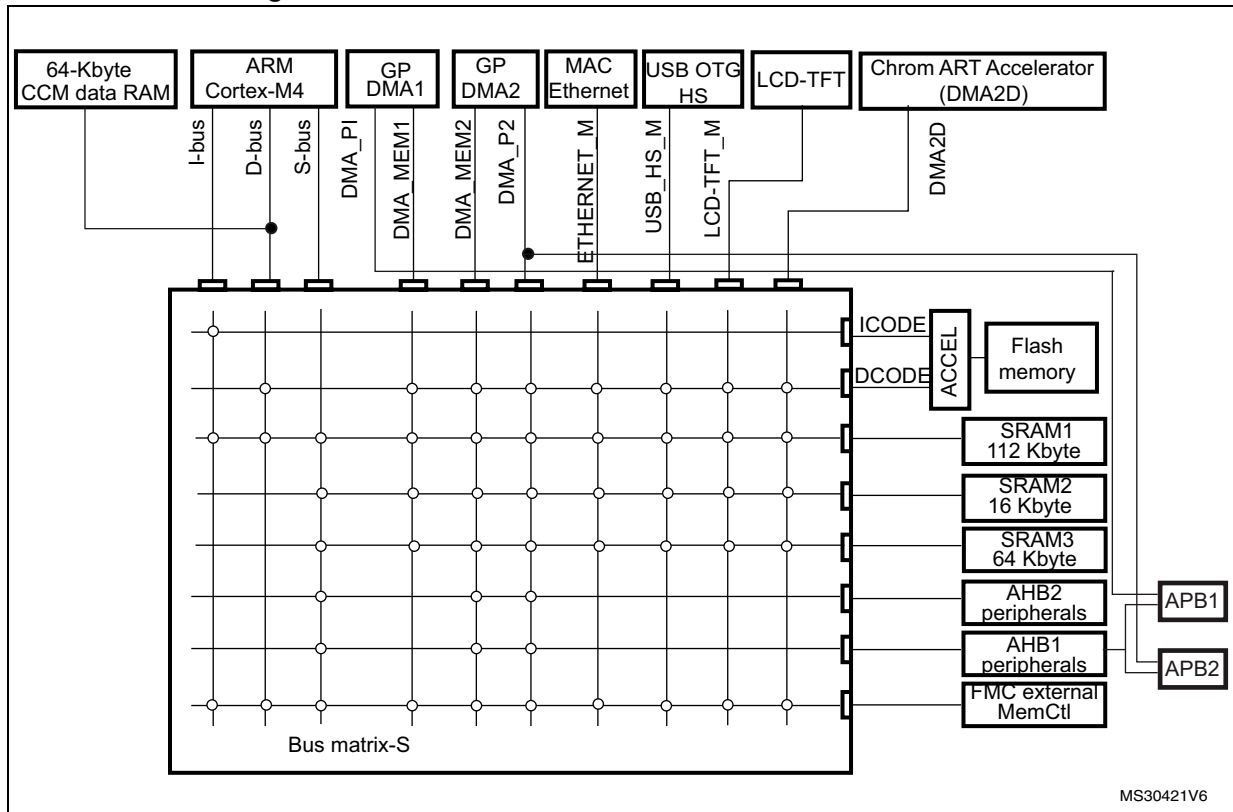 64-Kbyte
CCM data RAM
ARM
Cortex-M4
GP
DMA1
GP
DMA2
MAC
Ethernet
USB OTG
HS
LCD-TFT
Chrom ART Accelerator
(DMA2D)
I-bus
D-bus
S-bus
DMA_PI
DMA_MEM1
DMA_MEM2
DMA_P2
ETHERNET_M
USB_HS_M
LCD-TFT_M
DMA2D
ICODE
DCODE
ACCEL
Flash
memory
SRAM1
112 Kbyte
SRAM2
16 Kbyte
SRAM3
64 Kbyte
AHB2
peripherals
AHB1
peripherals
FMC external
MemCtl
APB1
APB2
Bus matrix-S
MS30421V6